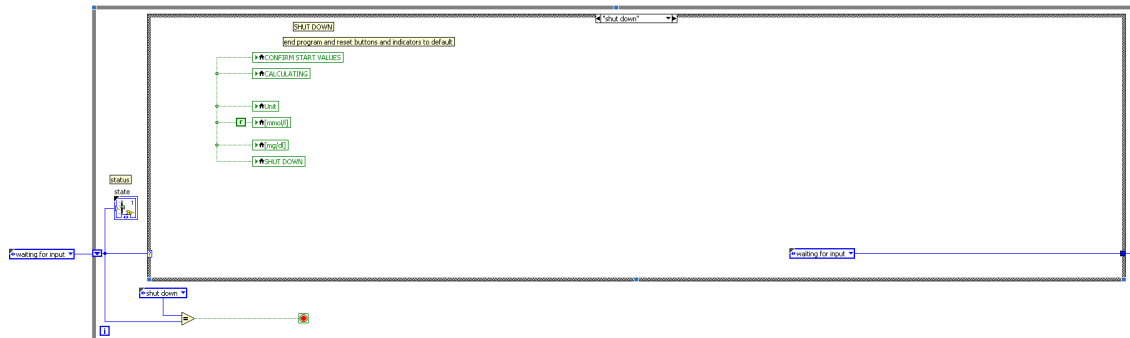 "shut down"
SHUT DOWN
end program and reset buttons and indicators to default
CONFIRM START VALUES
CALCULATING
Unit
F
[mmol/l]
[mg/dl]
SHUT DOWN
status
state
1
waiting for input
?
waiting for input
shut down
=
i